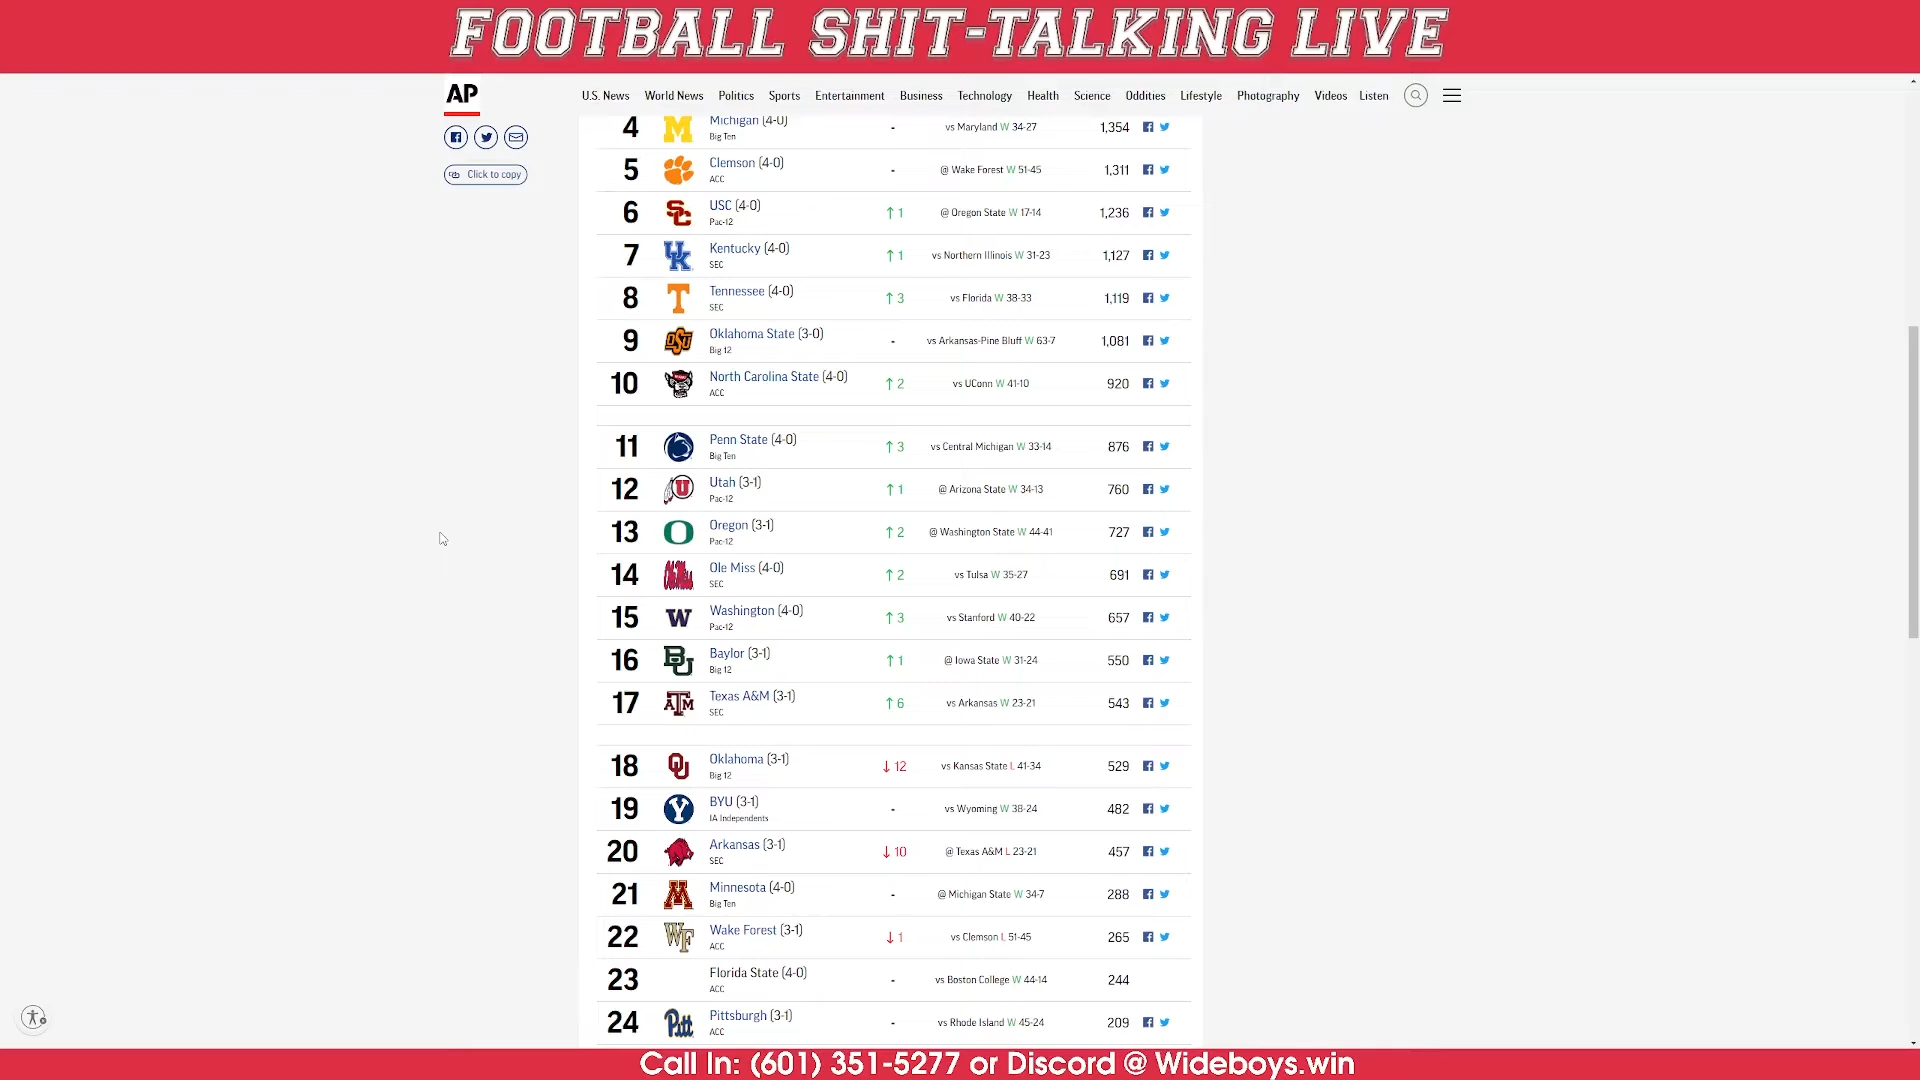 FOOTBALL SHIT-TALKING LIVE
AP U.S. News World News Politics Sports Entertainment Business Technology Health Science Oddities Lifestyle Photography Videos Listen
Click to copy
4 M Michigan (4-0) - vs Maryland W 34-27 1,354
Big Ten
5 Clemson (4-0) - @ Wake Forest W 51-45 1,311
ACC
6 SC USC (4-0) ↑ 1 @ Oregon State W 17-14 1,236
Pac-12
7 UK Kentucky (4-0) ↑ 1 vs Northern Illinois W 31-23 1,127
SEC
8 T Tennessee (4-0) ↑ 3 vs Florida W 38-33 1,119
SEC
9 OSU Oklahoma State (3-0) - vs Arkansas-Pine Bluff W 63-7 1,081
Big 12
10 North Carolina State (4-0) ↑ 2 vs UConn W 41-10 920
ACC
11 Penn State (4-0) ↑ 3 vs Central Michigan W 33-14 876
Big Ten
12 U Utah (3-1) ↑ 1 @ Arizona State W 34-13 760
Pac-12
13 O Oregon (3-1) ↑ 2 @ Washington State W 44-41 727
Pac-12
14 Ole Miss Ole Miss (4-0) ↑ 2 vs Tulsa W 35-27 691
SEC
15 W Washington (4-0) ↑ 3 vs Stanford W 40-22 657
Pac-12
16 BU Baylor (3-1) ↑ 1 @ Iowa State W 31-24 550
Big 12
17 ATM Texas A&M (3-1) ↑ 6 vs Arkansas W 23-21 543
SEC
18 OU Oklahoma (3-1) ↓ 12 vs Kansas State L 41-34 529
Big 12
19 Y BYU (3-1) - vs Wyoming W 38-24 482
IA Independents
20 Arkansas (3-1) ↓ 10 @ Texas A&M L 23-21 457
SEC
21 M Minnesota (4-0) - @ Michigan State W 34-7 288
Big Ten
22 WF Wake Forest (3-1) ↓ 1 vs Clemson L 51-45 265
ACC
23 Florida State (4-0) - vs Boston College W 44-14 244
ACC
24 Pitt Pittsburgh (3-1) - vs Rhode Island W 45-24 209
ACC
Call In: (601) 351-5277 or Discord @ Wideboys.win